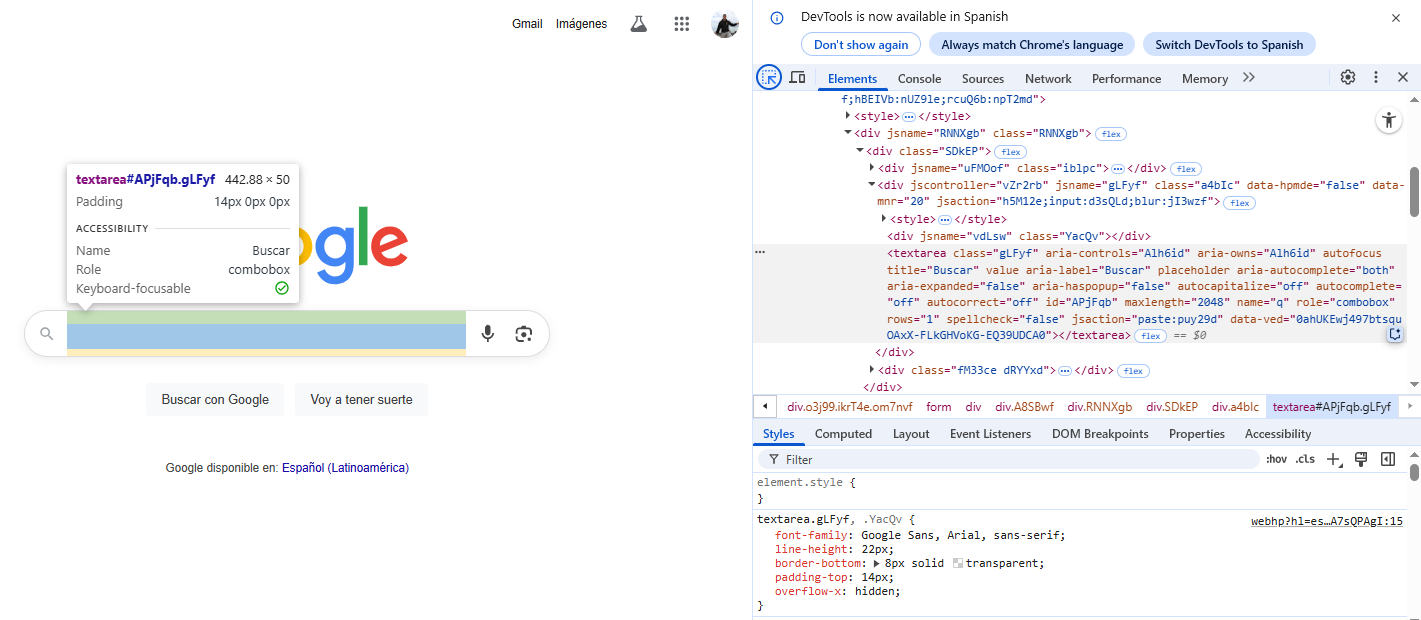 Gmail Imágenes
textarea#APjFqb.gLFyf 442.88 × 50
Padding 14px 0px 0px
ACCESSIBILITY
Name Buscar
Role combobox
Keyboard-focusable
gle
Buscar con Google Voy a tener suerte
Google disponible en: Español (Latinoamérica)
DevTools is now available in Spanish
Don't show again Always match Chrome's language Switch DevTools to Spanish
Elements Console Sources Network Performance Memory
f;hBEIVb:nUZ9le;rcuQ6b:npT2md">
<style> </style>
<div jsname="RNNXgb" class="RNNXgb"> flex
<div class="SDkEP"> flex
<div jsname="uFMOof" class="iblpc"> </div> flex
<div jscontroller="vZr2rb" jsname="gLFyf" class="a4bIc" data-hpmde="false" data-
mnr="20" jsaction="h5M12e;input:d3sQLd;blur:jI3wzf"> flex
<style> </style>
<div jsname="vdLsw" class="YacQv"></div>
<textarea class="gLFyf" aria-controls="Alh6id" aria-owns="Alh6id" autofocus
title="Buscar" value aria-label="Buscar" placeholder aria-autocomplete="both"
aria-expanded="false" aria-haspopup="false" autocapitalize="off" autocomplete=
"off" autocorrect="off" id="APjFqb" maxlength="2048" name="q" role="combobox"
rows="1" spellcheck="false" jsaction="paste:puy29d" data-ved="0ahUKEwj497btsqu
OAxX-FLkGHVoKG-EQ39UDCA0"></textarea> flex == $0
</div>
<div class="fM33ce dRYYxd"> </div> flex
</div>
div.o3j99.ikrT4e.om7nvf form div div.A8SBwf div.RNNXgb div.SDkEP div.a4bIc textarea#APjFqb.gLFyf
Styles Computed Layout Event Listeners DOM Breakpoints Properties Accessibility
Filter :hov .cls
element.style {
}
textarea.gLFyf, .YacQv { webhp?hl=es…A7sQPAgI:15
font-family: Google Sans, Arial, sans-serif;
line-height: 22px;
border-bottom: 8px solid transparent;
padding-top: 14px;
overflow-x: hidden;
}